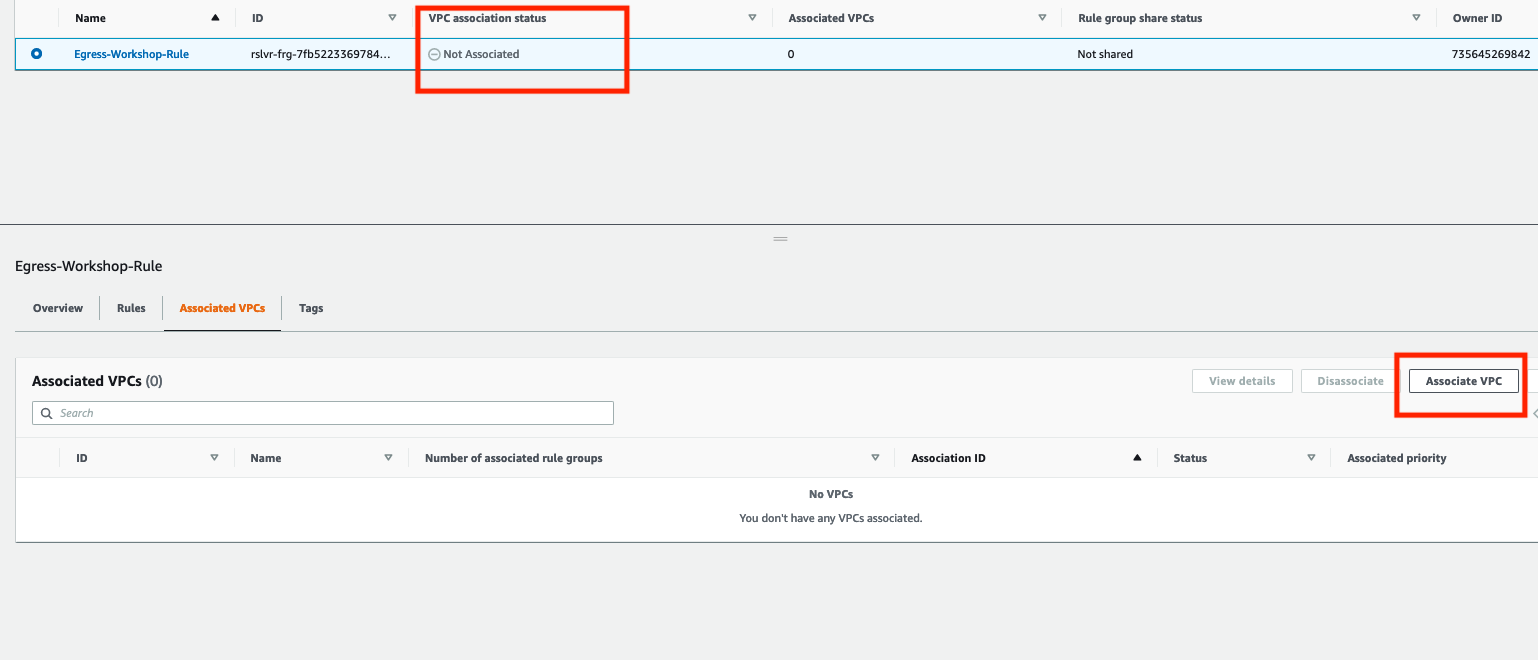 Name ID VPC association status Associated VPCs Rule group share status Owner ID
Egress-Workshop-Rule rslvr-frg-7fb5223369784... Not Associated 0 Not shared 735645269842
Egress-Workshop-Rule
Overview Rules Associated VPCs Tags
Associated VPCs (0) View details Disassociate Associate VPC
Search
ID Name Number of associated rule groups Association ID Status Associated priority
No VPCs
You don't have any VPCs associated.